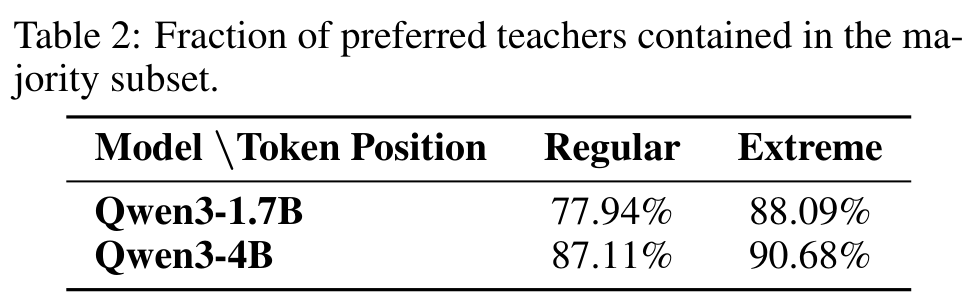 Table 2: Fraction of preferred teachers contained in the ma-
jority subset.
Model \Token Position Regular Extreme
Qwen3-1.7B 77.94% 88.09%
Qwen3-4B 87.11% 90.68%